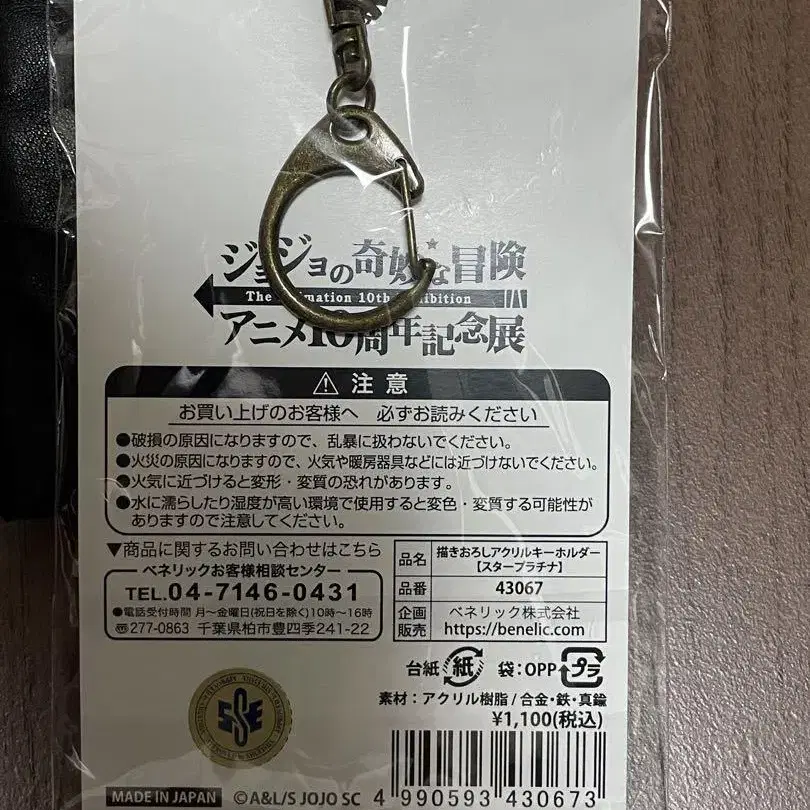 ジョジョの奇妙な冒険
The Animation 10th Exhibition
アニメ10周年記念展
注意
お買い上げのお客様へ 必ずお読みください
●破損の原因になりますので、乱暴に扱わないでください。
●火災の原因になりますので、火気や暖房器具などには近づけないでください。
●火気に近づけると変形・変質の恐れがあります。
●水に濡らしたり湿度が高い環境で使用すると変色・変質する可能性が
ありますので注意してください。
▼商品に関するお問い合わせはこちら
ベネリックお客様相談センター
TEL.04-7146-0431
●電話受付時間 月〜金曜日(祝日を除く)10時〜16時
〠277-0863 千葉県柏市豊四季241-22
品名 描きおろしアクリルキーホルダー
【スタープラチナ】
品番 43067
企画 販売 ベネリック株式会社
https://benelic.com
台紙 紙 袋:OPP プラ
素材:アクリル樹脂/合金・鉄・真鍮
¥1,100(税込)
SSE
MADE IN JAPAN ©A&L/S JOJO SC
4 990593 430673